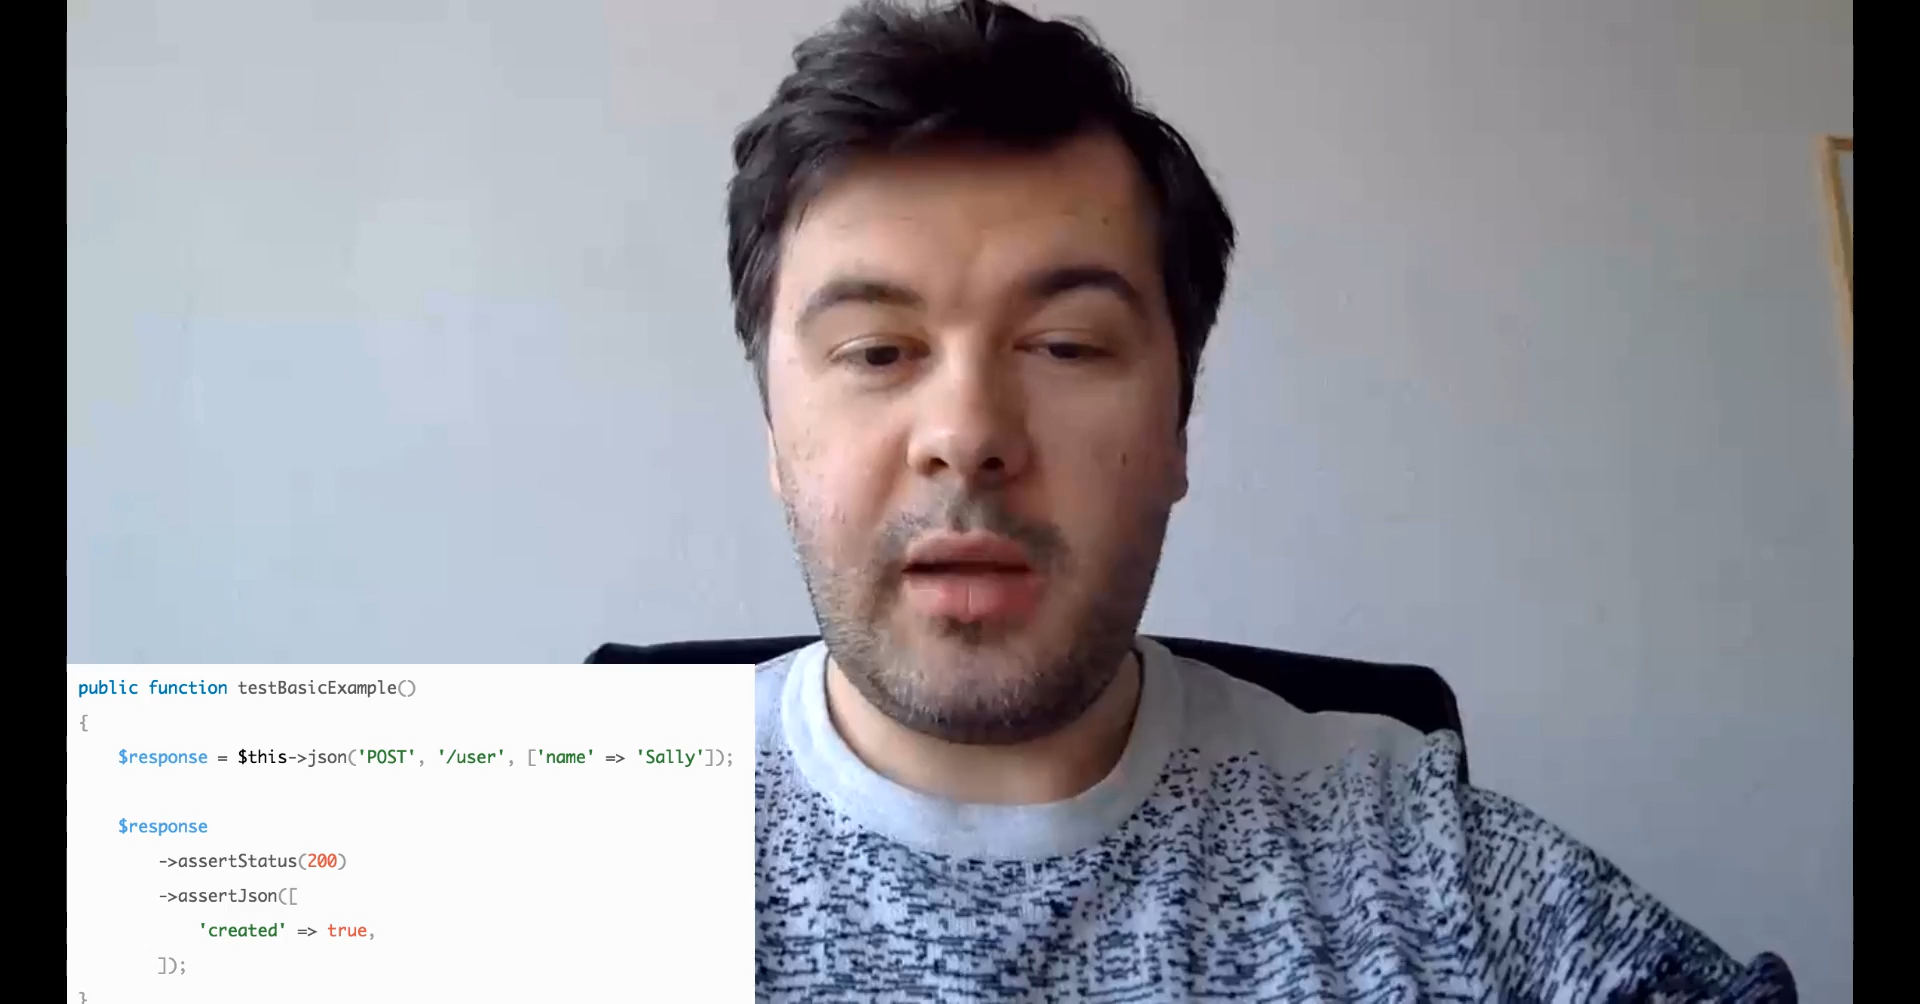 public function testBasicExample()
{
$response = $this->json('POST', '/user', ['name' => 'Sally']);
$response
->assertStatus(200)
->assertJson([
'created' => true,
]);
}